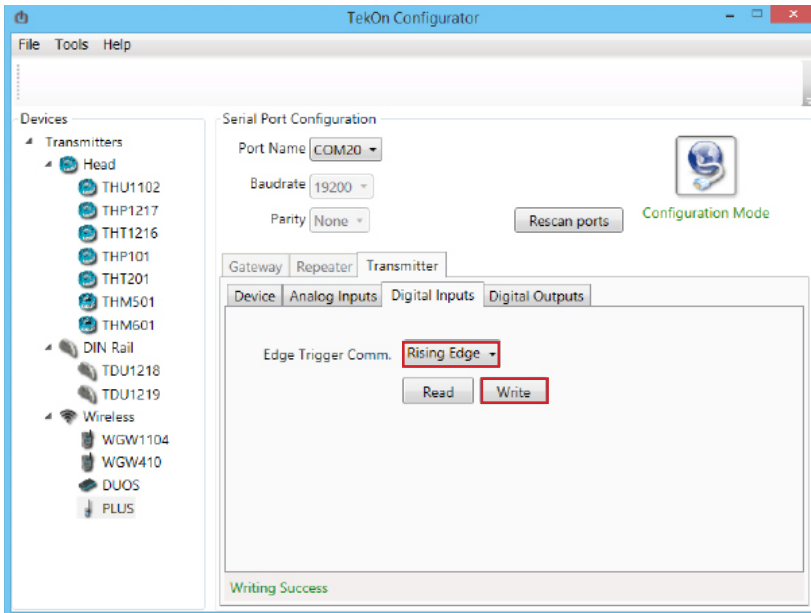 TekOn Configurator
File Tools Help
Devices
Transmitters
Head
THU1102
THP1217
THT1216
THP101
THT201
THM501
THM601
DIN Rail
TDU1218
TDU1219
Wireless
WGW1104
WGW410
DUOS
PLUS
Serial Port Configuration
Port Name COM20
Baudrate 19200
Parity None
Rescan ports
Configuration Mode
Gateway Repeater Transmitter
Device Analog Inputs Digital Inputs Digital Outputs
Edge Trigger Comm. Rising Edge
Read Write
Writing Success